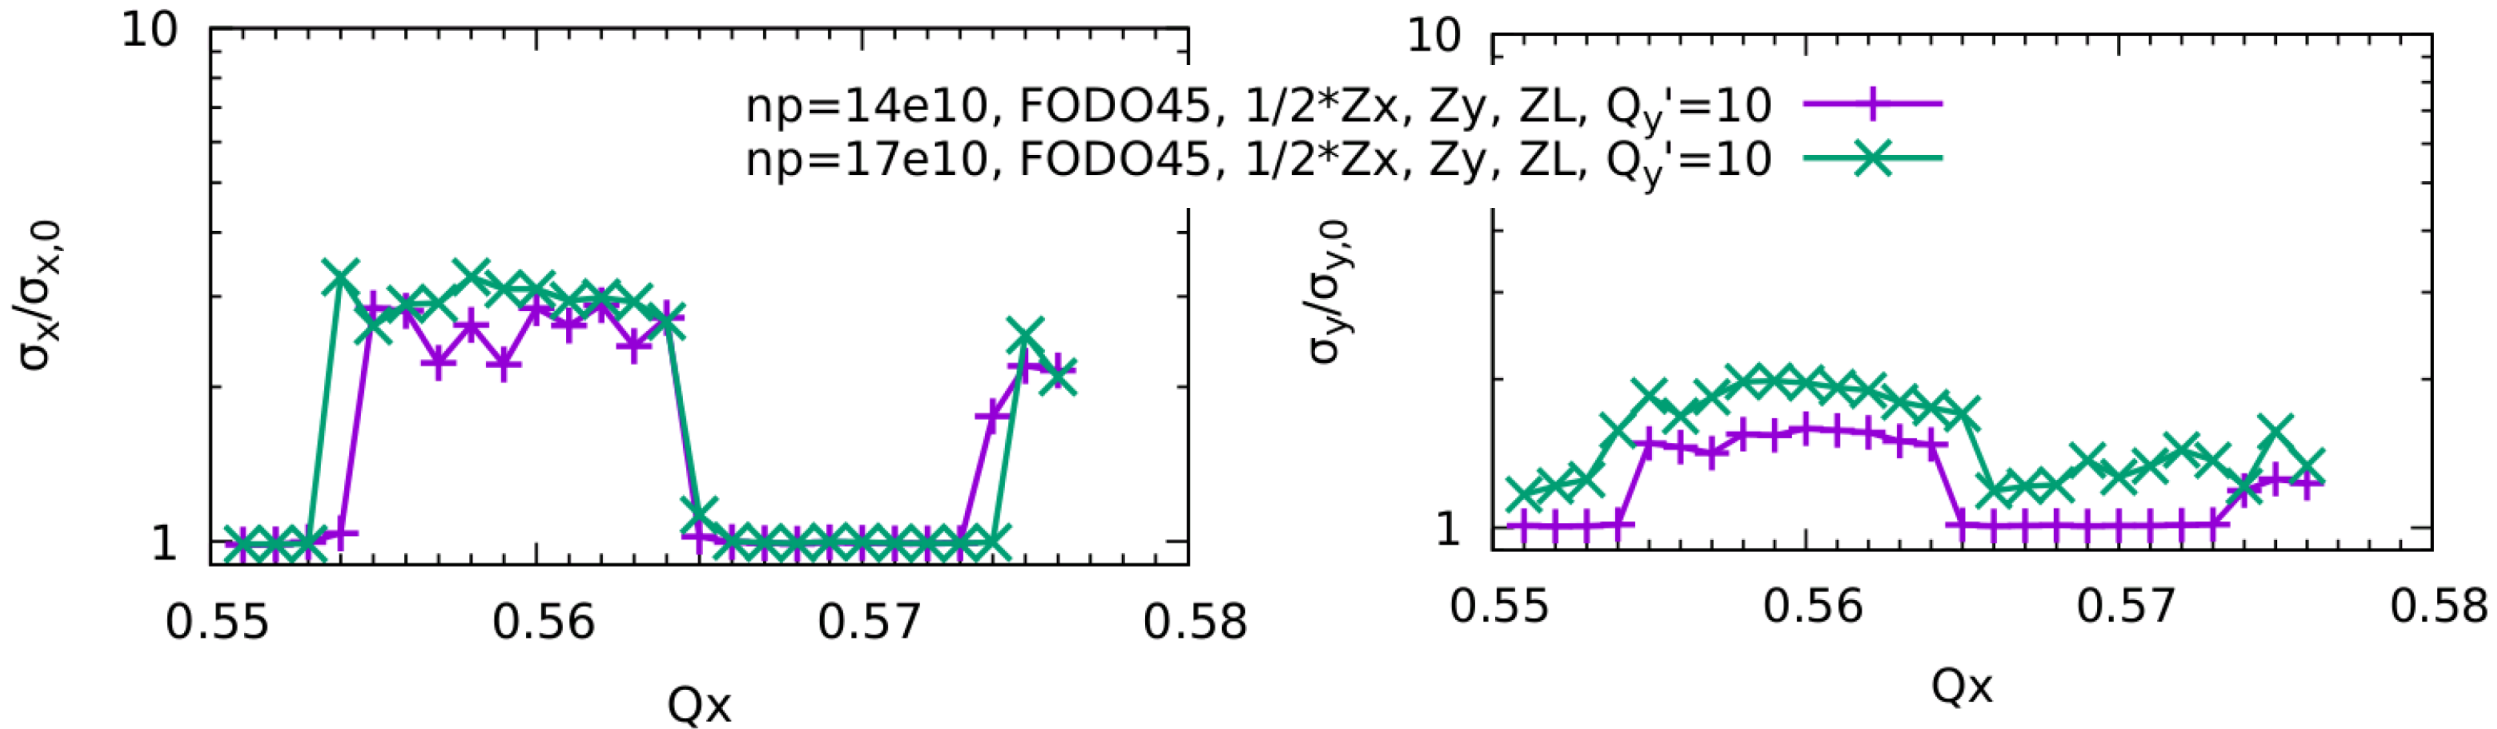 10
10
np=14e10, FODO45, 1/2*Zx, Zy, ZL, Qy'=10
np=17e10, FODO45, 1/2*Zx, Zy, ZL, Qy'=10
σx/σx,0
σy/σy,0
1
1
0.55 0.56 0.57 0.58
0.55 0.56 0.57 0.58
Qx
Qx